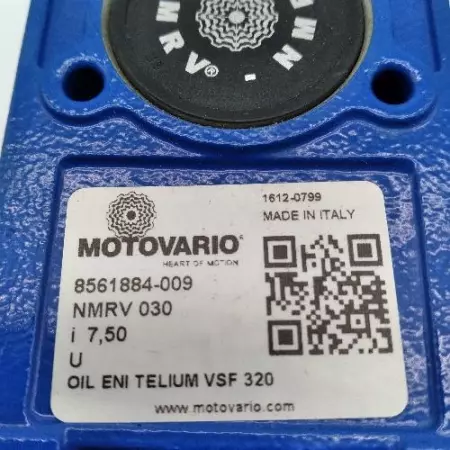 NMRV® - NMRV
1612-0799
MADE IN ITALY
MOTOVARIO®
HEART OF MOTION
8561884-009
NMRV 030
i 7,50
U
OIL ENI TELIUM VSF 320
www.motovario.com